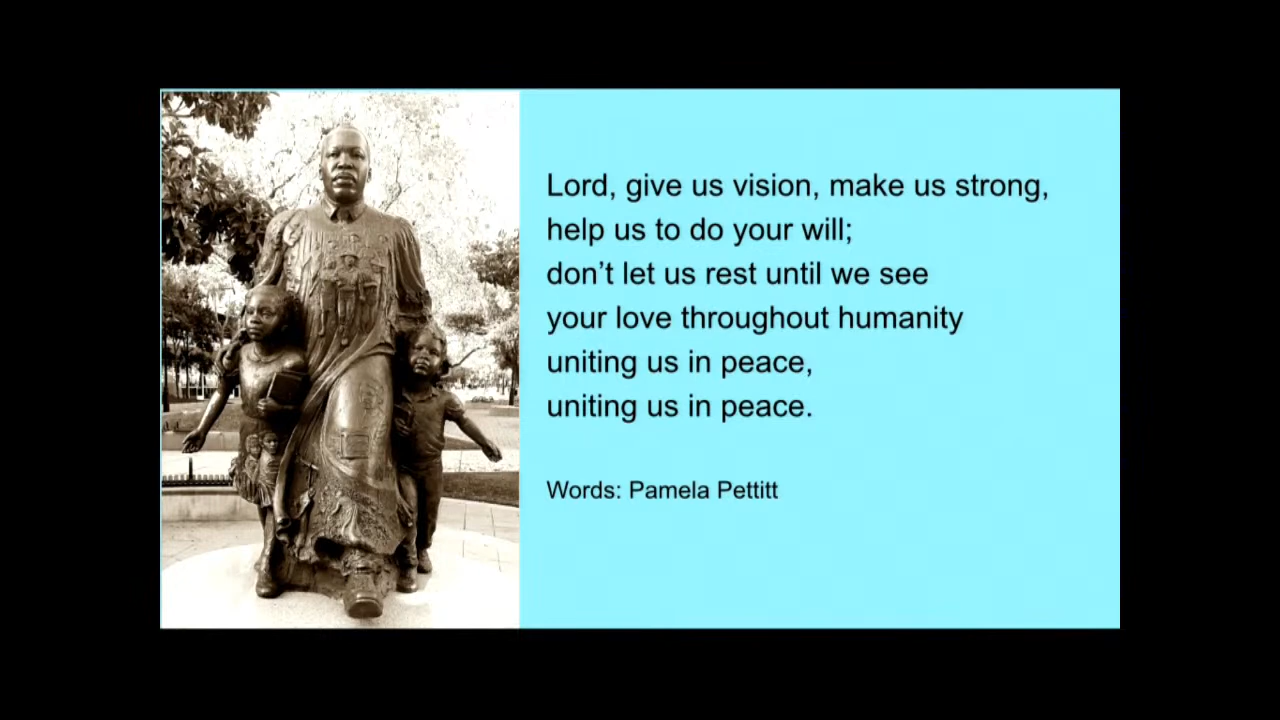 Lord, give us vision, make us strong,
help us to do your will;
don’t let us rest until we see
your love throughout humanity
uniting us in peace,
uniting us in peace.
Words: Pamela Pettitt